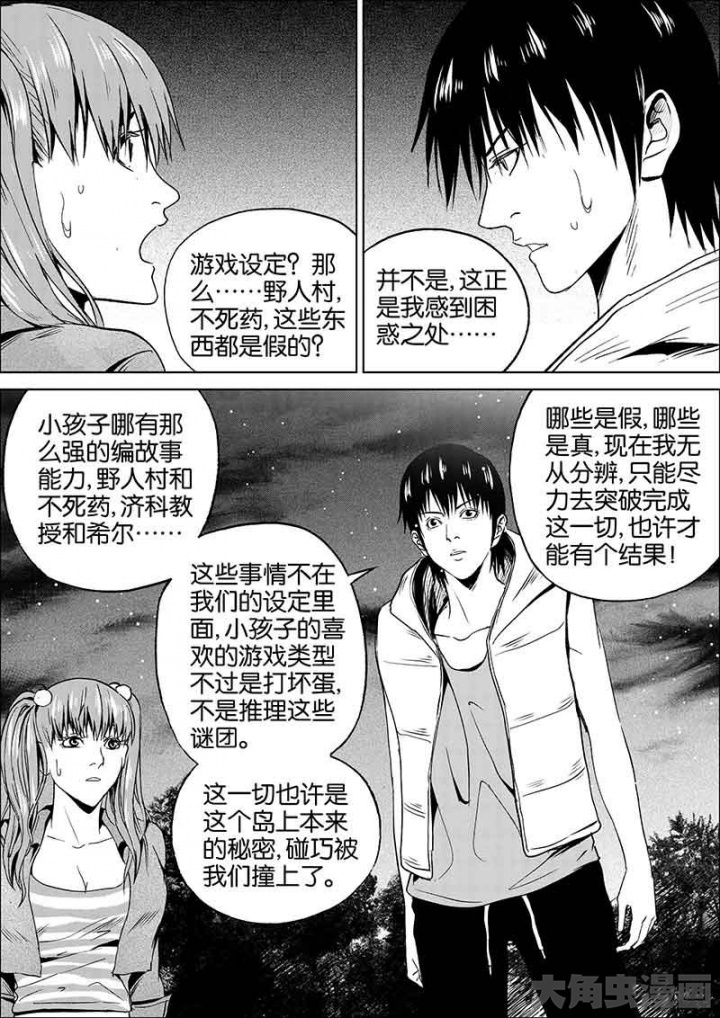 游戏设定？那
么……野人村，
不死药，这些东
西都是假的？
并不是，这正
是我感到困
惑之处……
小孩子哪有那
么强的编故事
能力，野人村和
不死药，济科教
授和希尔……
这些事情不在
我们的设定里
面，小孩子的喜
欢的游戏类型
不过是打坏蛋，
不是推理这些
谜团。
这一切也许是
这个岛上本来
的秘密，碰巧被
我们撞上了。
哪些是假，哪些
是真，现在我无
从分辨，只能尽
力去突破完成
这一切，也许才
能有个结果！
大角虫漫画